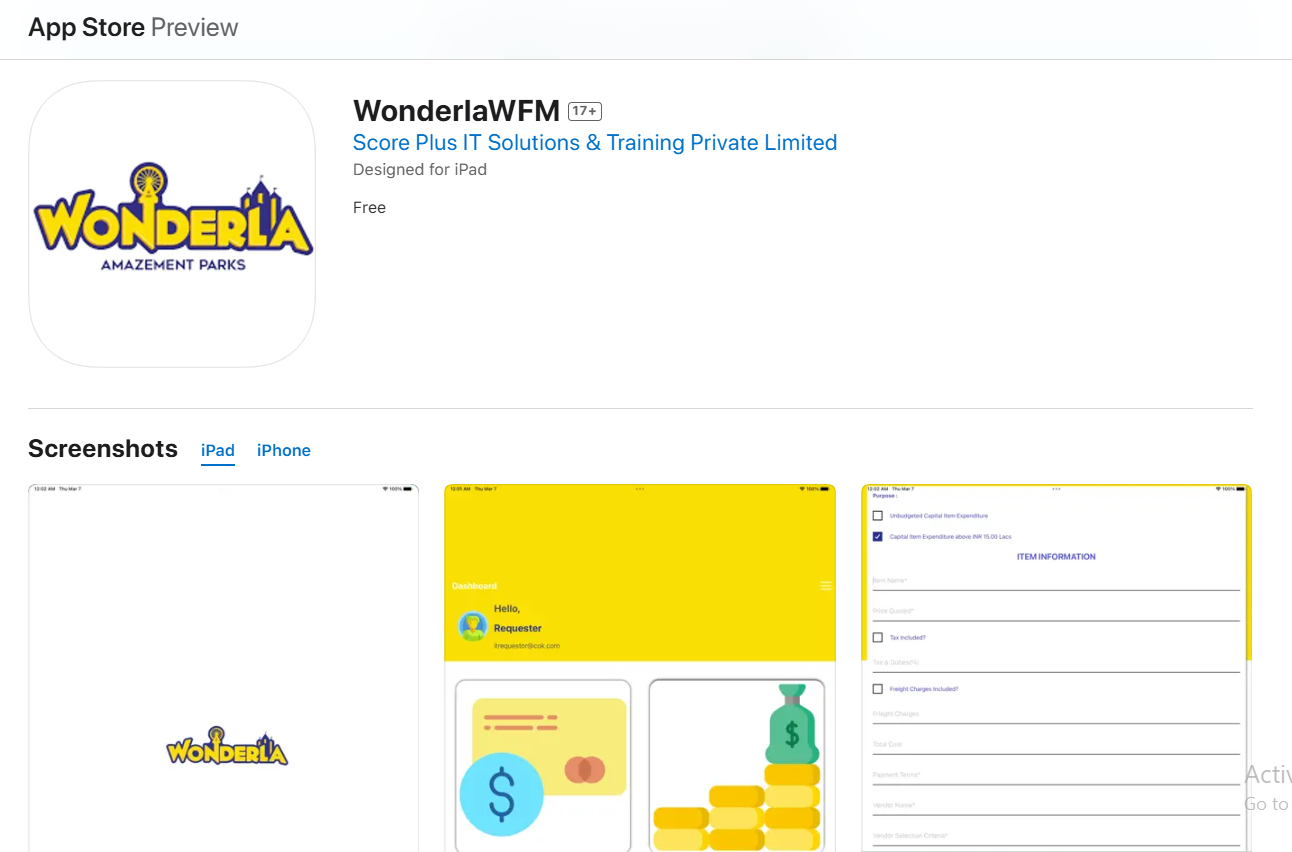 App Store Preview
WONDERLA
AMAZEMENT PARKS
WonderlaWFM 17+
Score Plus IT Solutions & Training Private Limited
Designed for iPad
Free
Screenshots iPad iPhone
12:02 AM Thu Mar 7
100%
WONDERLA
12:01 AM Thu Mar 7
100%
Dashboard
Hello,
Requester
itrequester@cok.com
$
$
12:02 AM Thu Mar 7
100%
Purpose :
Unbudgeted Capital Item Expenditure
Capital Item Expenditure above INR 15.00 Lacs
ITEM INFORMATION
Item Name*
Price Quoted*
Tax Included?
Tax & Duties(%)
Freight Charges Included?
Frieght Charges
Total Cost
Payment Terms*
Vendor Name*
Vendor Selection Criteria*
Activ
Go to